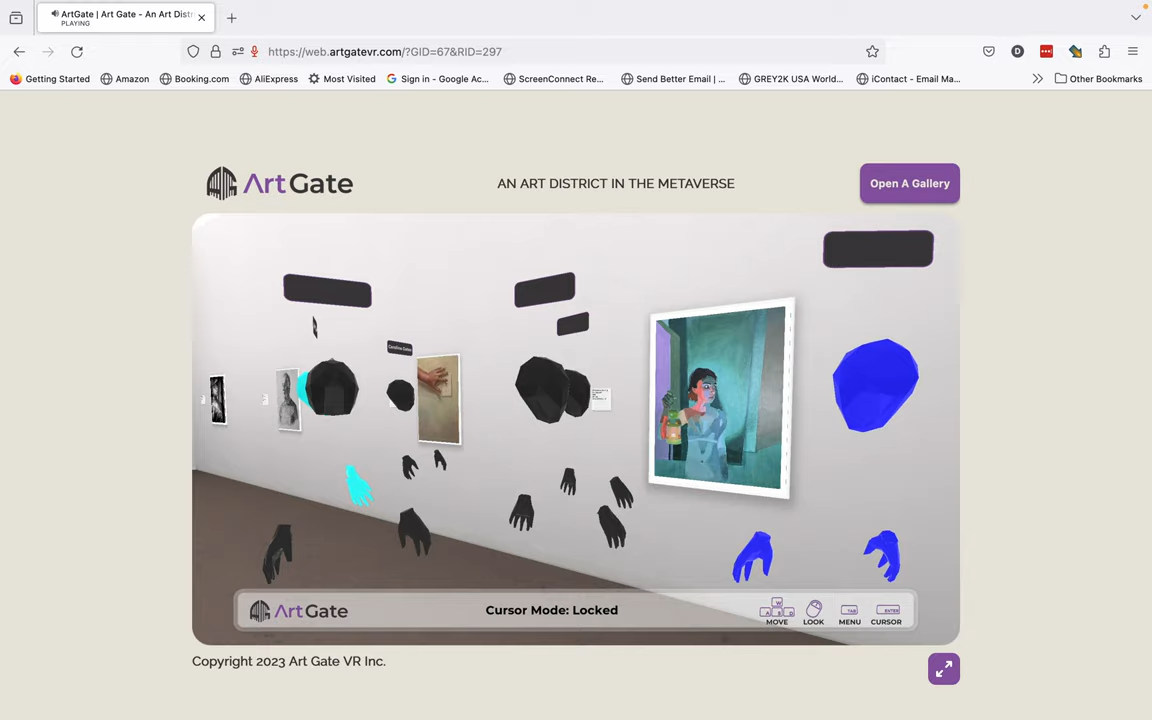 ArtGate | Art Gate - An Art Distr
PLAYING
https://web.artgatevr.com/?GID=67&RID=297
Getting Started
Amazon
Booking.com
AliExpress
Most Visited
Sign in - Google Ac...
ScreenConnect Re...
Send Better Email | ...
GREY2K USA World...
iContact - Email Ma...
Other Bookmarks
ArtGate
AN ART DISTRICT IN THE METAVERSE
Open A Gallery
ArtGate
Cursor Mode: Locked
W
A S D
MOVE
LOOK
TAB
MENU
ENTER
CURSOR
Copyright 2023 Art Gate VR Inc.